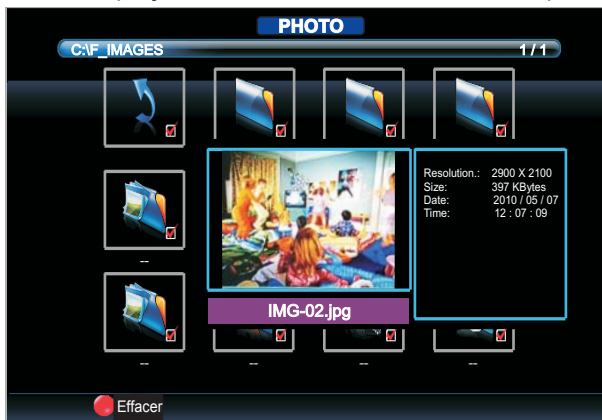 PHOTO
C:\F_IMAGES 1 / 1
Resolution.: 2900 X 2100
Size: 397 KBytes
Date: 2010 / 05 / 07
Time: 12 : 07 : 09
--
IMG-02.jpg
-- -- -- --
Effacer